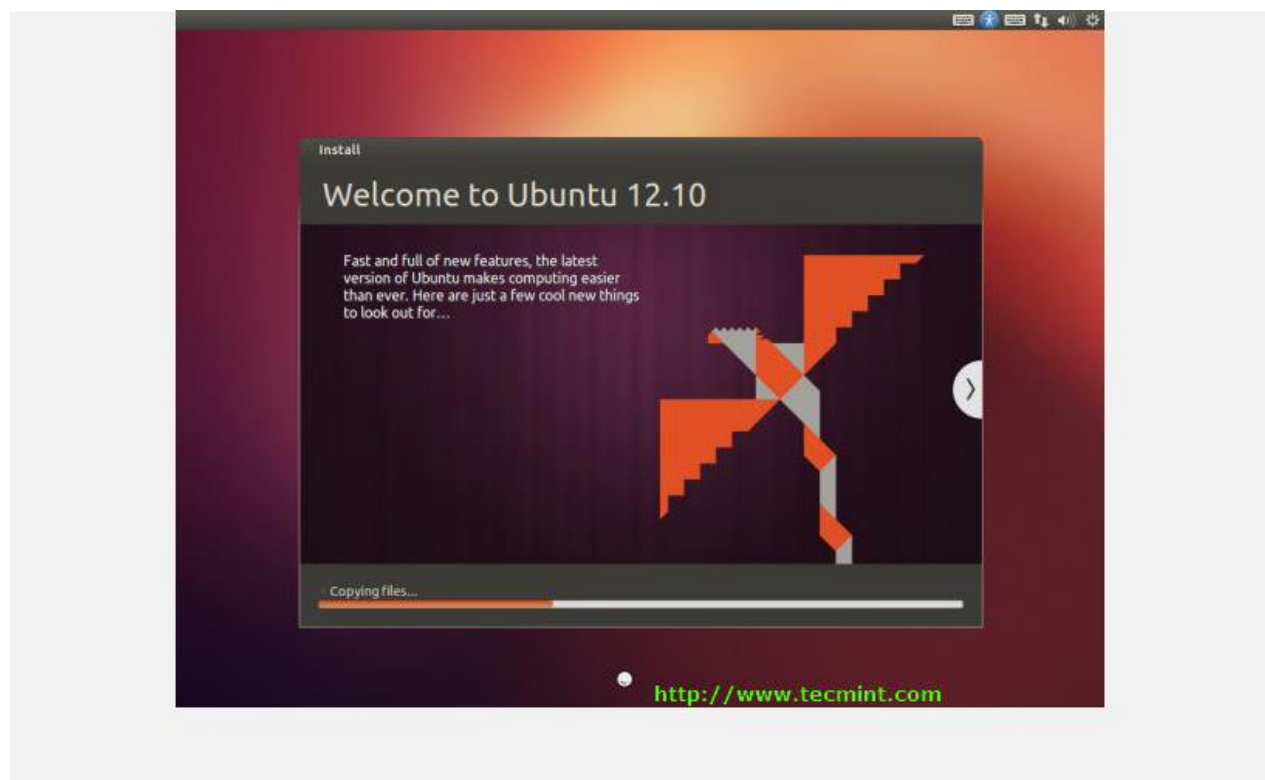 Install
Welcome to Ubuntu 12.10
Fast and full of new features, the latest
version of Ubuntu makes computing easier
than ever. Here are just a few cool new things
to look out for...
Copying files...
http://www.tecmint.com